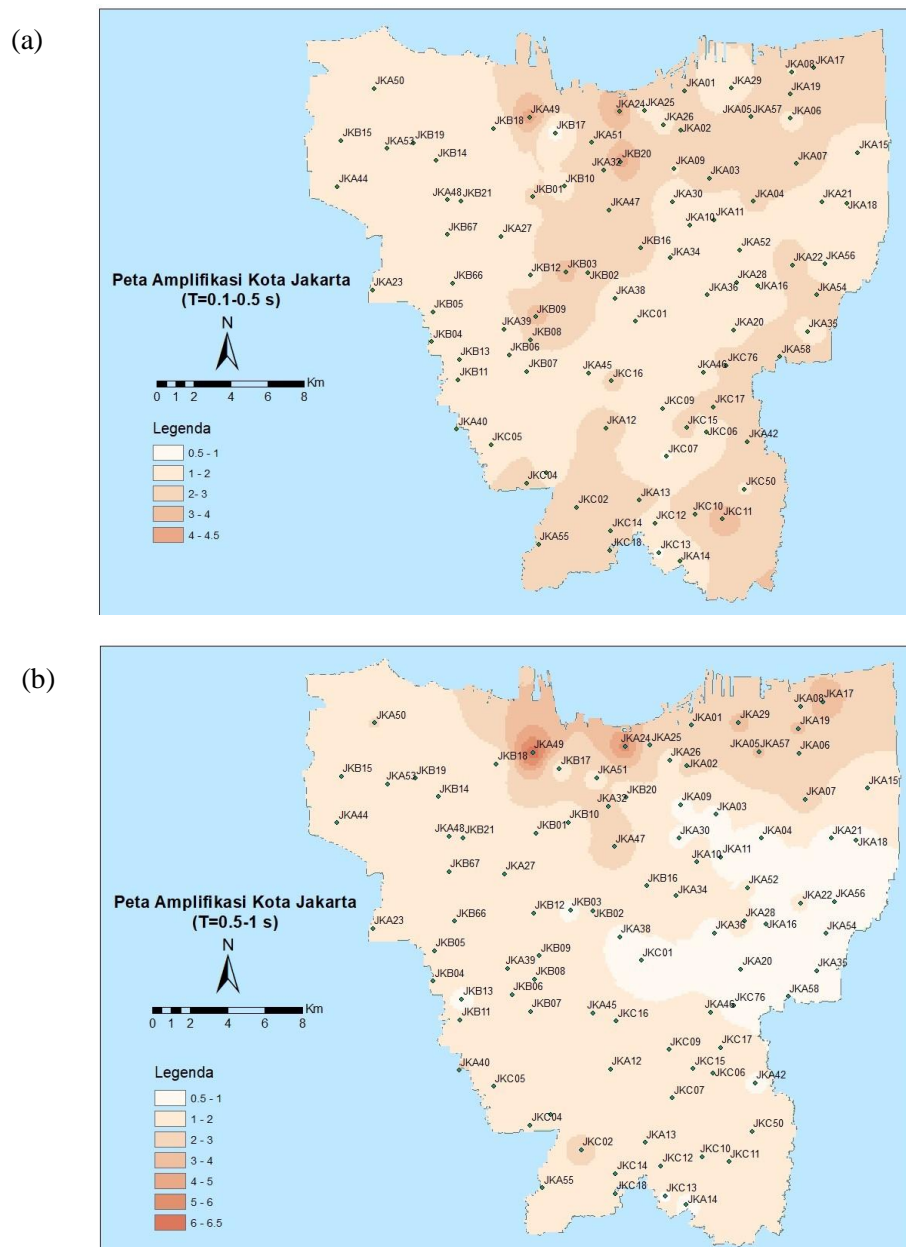 (a)
JKA50
JKA08 JKA17
JKA01 JKA29
JKA19
JKA49
JKA24 JKA25
JKA05 JKA57 JKA06
JKB18 JKB17
JKA26
JKA02
JKB15 JKA53 JKB19
JKA51
JKB14
JKA32 JKB20
JKA09 JKA03
JKA07
JKA15
JKA44
JKB10
JKB01
JKA48 JKB21
JKA47
JKA30
JKA04
JKA21
JKA18
JKA10 JKA11
JKB67 JKA27
JKB16
JKA34
JKA52
JKA22 JKA56
Peta Amplifikasi Kota Jakarta
(T=0.1-0.5 s)
JKA23
JKB66
JKB12 JKB03
JKB02
JKA38
JKA28
JKA36 JKA16
JKA54
JKB05
JKB09
JKC01
N
JKB04
JKA39
JKB08
JKA20
JKA35
JKB13 JKB06
JKA58
JKB11
JKB07
JKA45
JKC16
JKA46 JKC76
0 1 2 4 6 8 Km
JKC09 JKC17
JKA40
JKC05
JKA12
JKC15
JKC06
JKA42
Legenda
0.5 - 1
1 - 2
2- 3
3 - 4
4 - 4.5
JKC07
JKC04
JKC50
JKC02
JKA13
JKC10
JKC11
JKC12
JKC14
JKA55
JKC18
JKC13
JKA14
(b)
JKA50
JKA08 JKA17
JKA01 JKA29
JKA19
JKA49
JKA24 JKA25
JKA05 JKA57 JKA06
JKB18 JKB17
JKA26
JKA02
JKB15 JKA53 JKB19
JKA51
JKB14
JKA32 JKB20
JKA09 JKA03
JKA07
JKA15
JKA44
JKB10
JKB01
JKA48 JKB21
JKA47
JKA30
JKA04
JKA21
JKA18
JKA10 JKA11
JKB67 JKA27
JKB16
JKA34
JKA52
JKA22 JKA56
Peta Amplifikasi Kota Jakarta
(T=0.5-1 s)
JKA23
JKB66
JKB12 JKB03
JKB02
JKA38
JKA28
JKA36 JKA16
JKA54
JKB05
JKB09
JKC01
N
JKB04
JKA39
JKB08
JKA20
JKA35
JKB13 JKB06
JKA58
JKB11
JKB07
JKA45
JKC16
JKA46 JKC76
0 1 2 4 6 8 Km
JKC09 JKC17
JKA40
JKC05
JKA12
JKC15
JKC06
JKA42
Legenda
0.5 - 1
1 - 2
2 - 3
3 - 4
4 - 5
5 - 6
6 - 6.5
JKC07
JKC04
JKC50
JKC02
JKA13
JKC10
JKC11
JKC12
JKC14
JKA55
JKC18
JKC13
JKA14